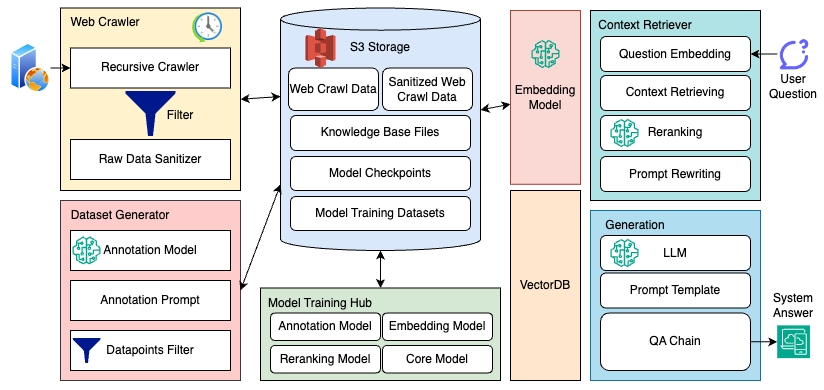 Web Crawler
Recursive Crawler
Filter
Raw Data Sanitizer
Dataset Generator
Annotation Model
Annotation Prompt
Datapoints Filter
S3 Storage
Web Crawl Data
Sanitized Web
Crawl Data
Knowledge Base Files
Model Checkpoints
Model Training Datasets
Model Training Hub
Annotation Model
Embedding Model
Reranking Model
Core Model
Embedding
Model
VectorDB
Context Retriever
Question Embedding
Context Retrieving
Reranking
Prompt Rewriting
User
Question
Generation
LLM
Prompt Template
QA Chain
System
Answer